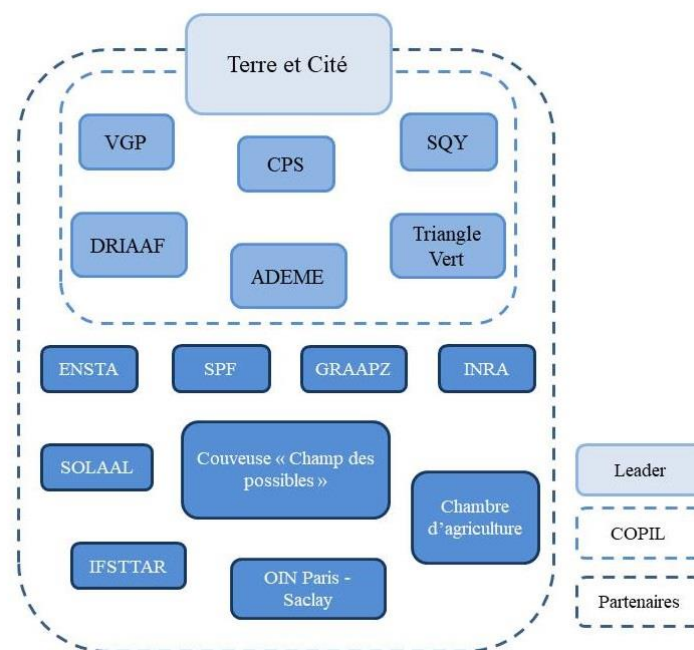 Terre et Cité
VGP
CPS
SQY
DRIAAF
ADEME
Triangle
Vert
ENSTA
SPF
GRAAPZ
INRA
SOLAAL
Couveuse « Champ des
possibles »
Chambre
d’agriculture
IFSTTAR
OIN Paris -
Saclay
Leader
COPIL
Partenaires